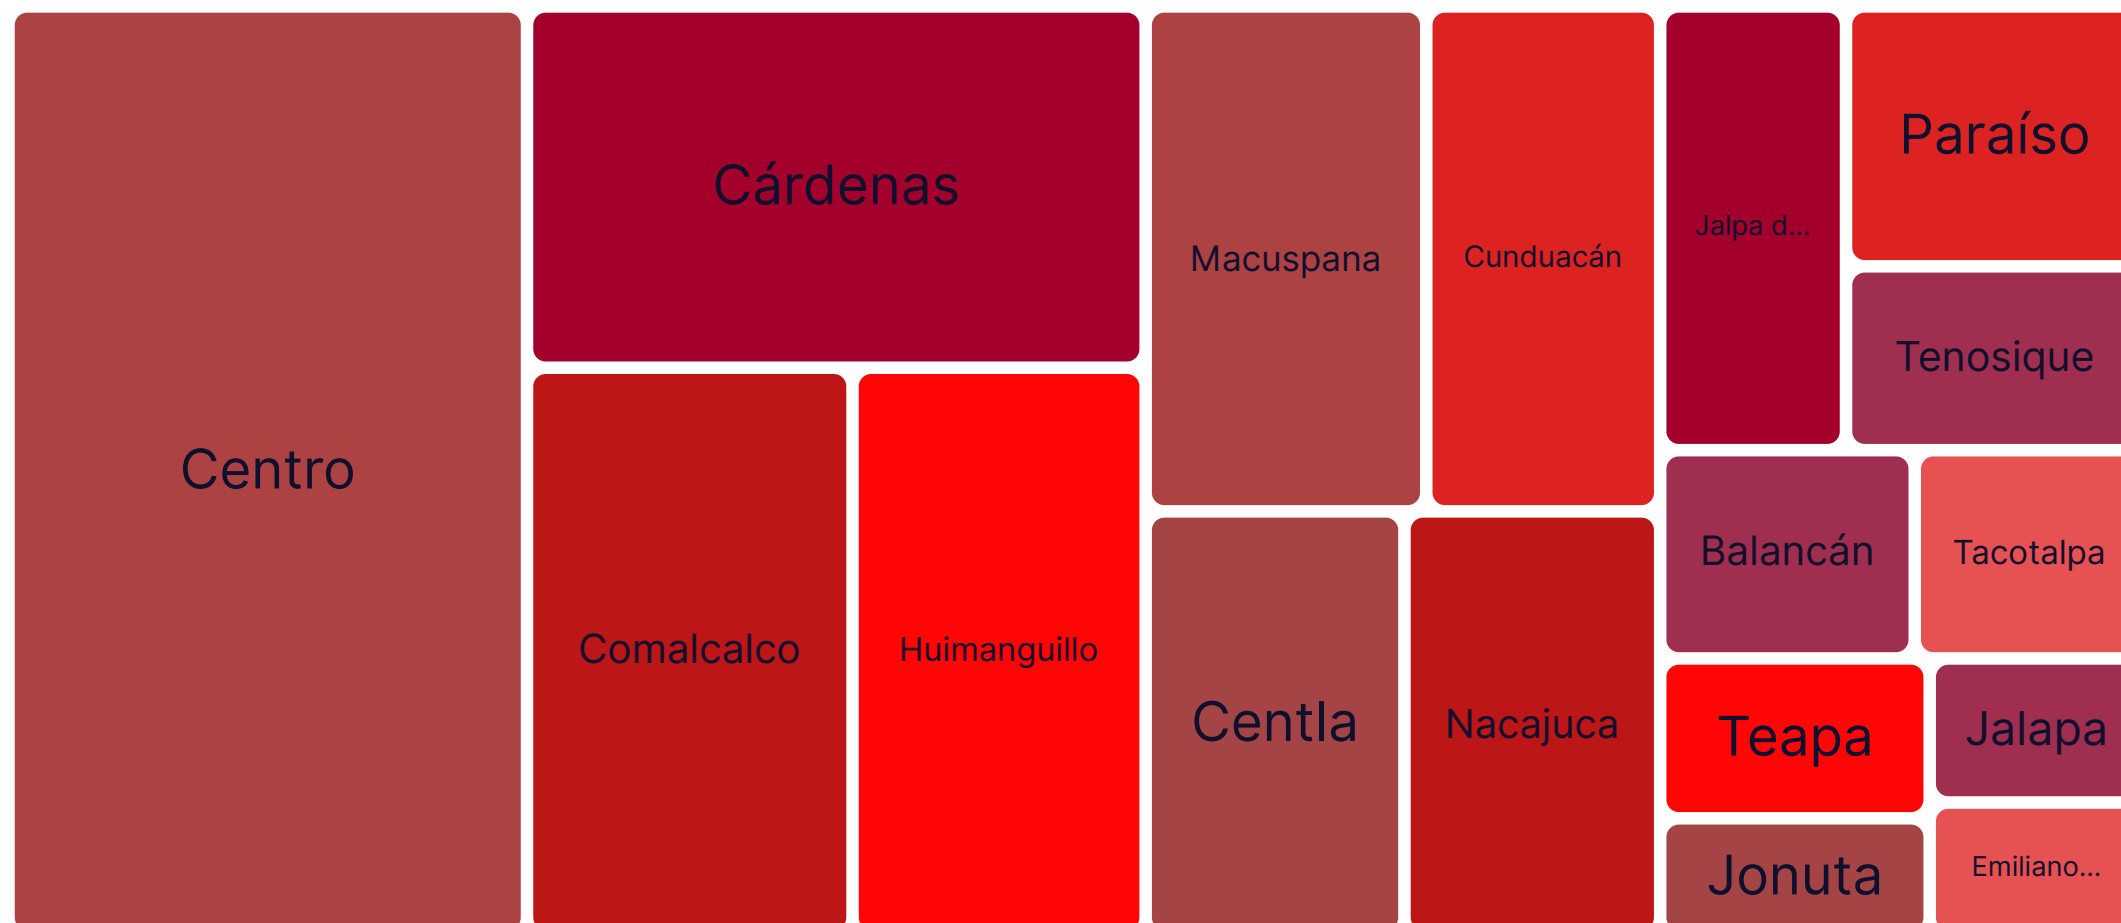 Centro
Cárdenas
Comalcalco
Huimanguillo
Macuspana
Cunduacán
Centla
Nacajuca
Jalpa d...
Paraíso
Tenosique
Balancán
Tacotalpa
Teapa
Jalapa
Jonuta
Emiliano...